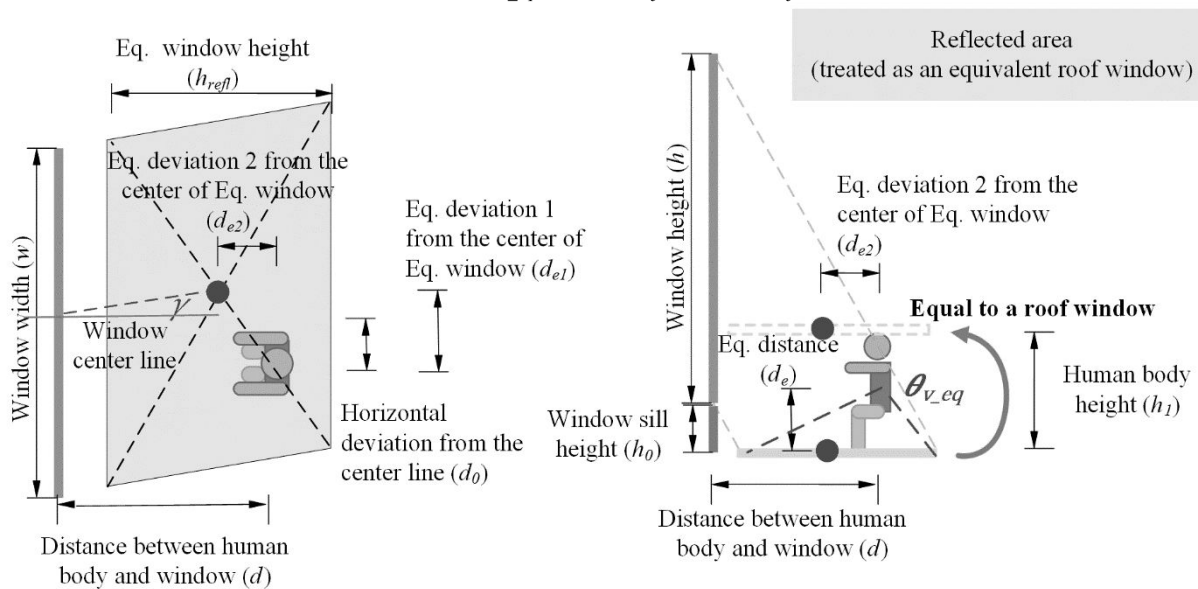 Eq. window height
(h_refl)
Eq. deviation 2 from the
center of Eq. window
(d_e2)
Window width (w)
γ
Window
center line
Eq. deviation 1
from the center of
Eq. window (d_e1)
Horizontal
deviation from the
center line (d_0)
Distance between human
body and window (d)
Reflected area
(treated as an equivalent roof window)
Window height (h)
Eq. deviation 2 from the
center of Eq. window
(d_e2)
Equal to a roof window
Eq. distance
(d_e)
θ_v_eq
Human body
height (h_1)
Window sill
height (h_0)
Distance between human
body and window (d)